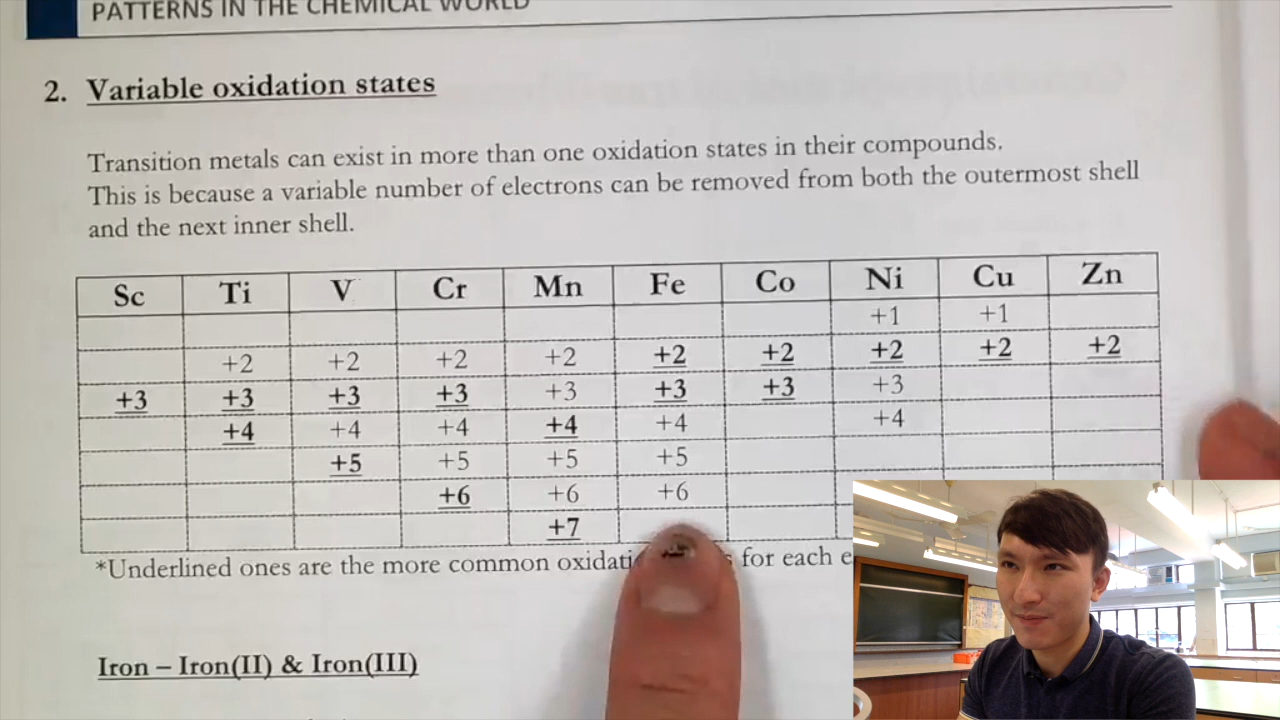 PATTERNS IN THE CHEMICAL WORLD
2. Variable oxidation states
Transition metals can exist in more than one oxidation states in their compounds.
This is because a variable number of electrons can be removed from both the outermost shell
and the next inner shell.
Sc Ti V Cr Mn Fe Co Ni Cu Zn
+1 +1
+2 +2 +2 +2 +2 +2 +2 +2 +2
+3 +3 +3 +3 +3 +3 +3 +3
+4 +4 +4 +4 +4 +4
+5 +5 +5 +5
+6 +6 +6
+7
*Underlined ones are the more common for each
Iron – Iron(II) & Iron(III)